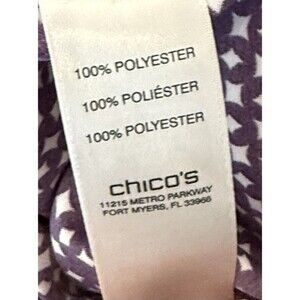 100% POLYESTER
100% POLIÉSTER
100% POLYESTER
chico's
11215 METRO PARKWAY
FORT MYERS, FL 33966